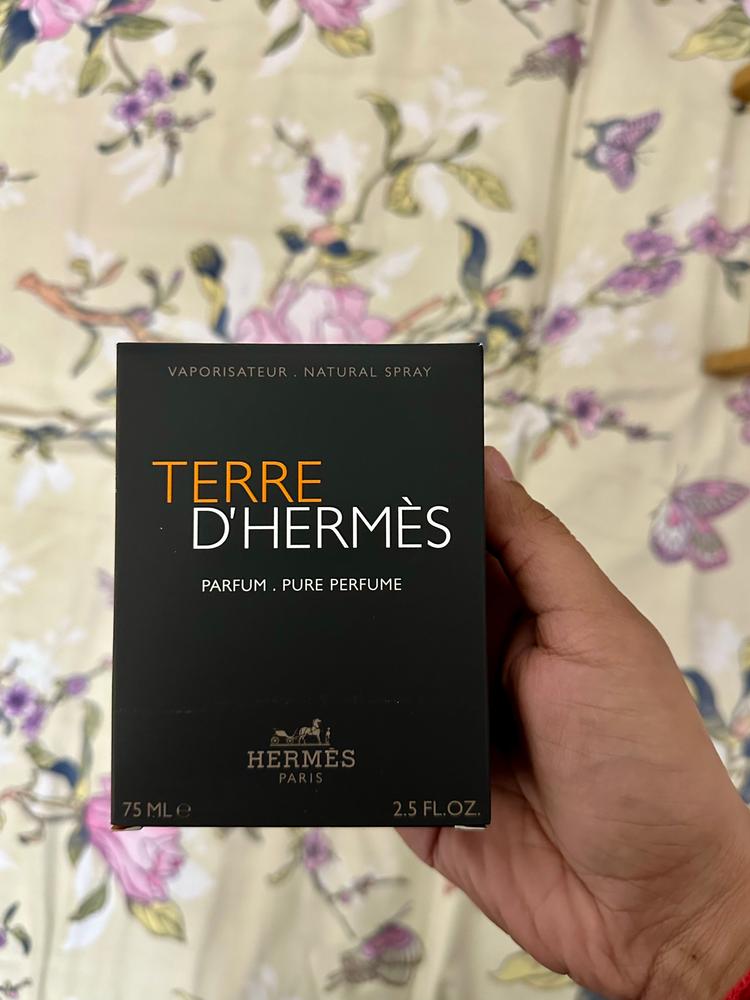 VAPORISATEUR . NATURAL SPRAY
TERRE
D'HERMÈS
PARFUM . PURE PERFUME
HERMÈS
PARIS
75 ML ℮
2.5 FL.OZ.